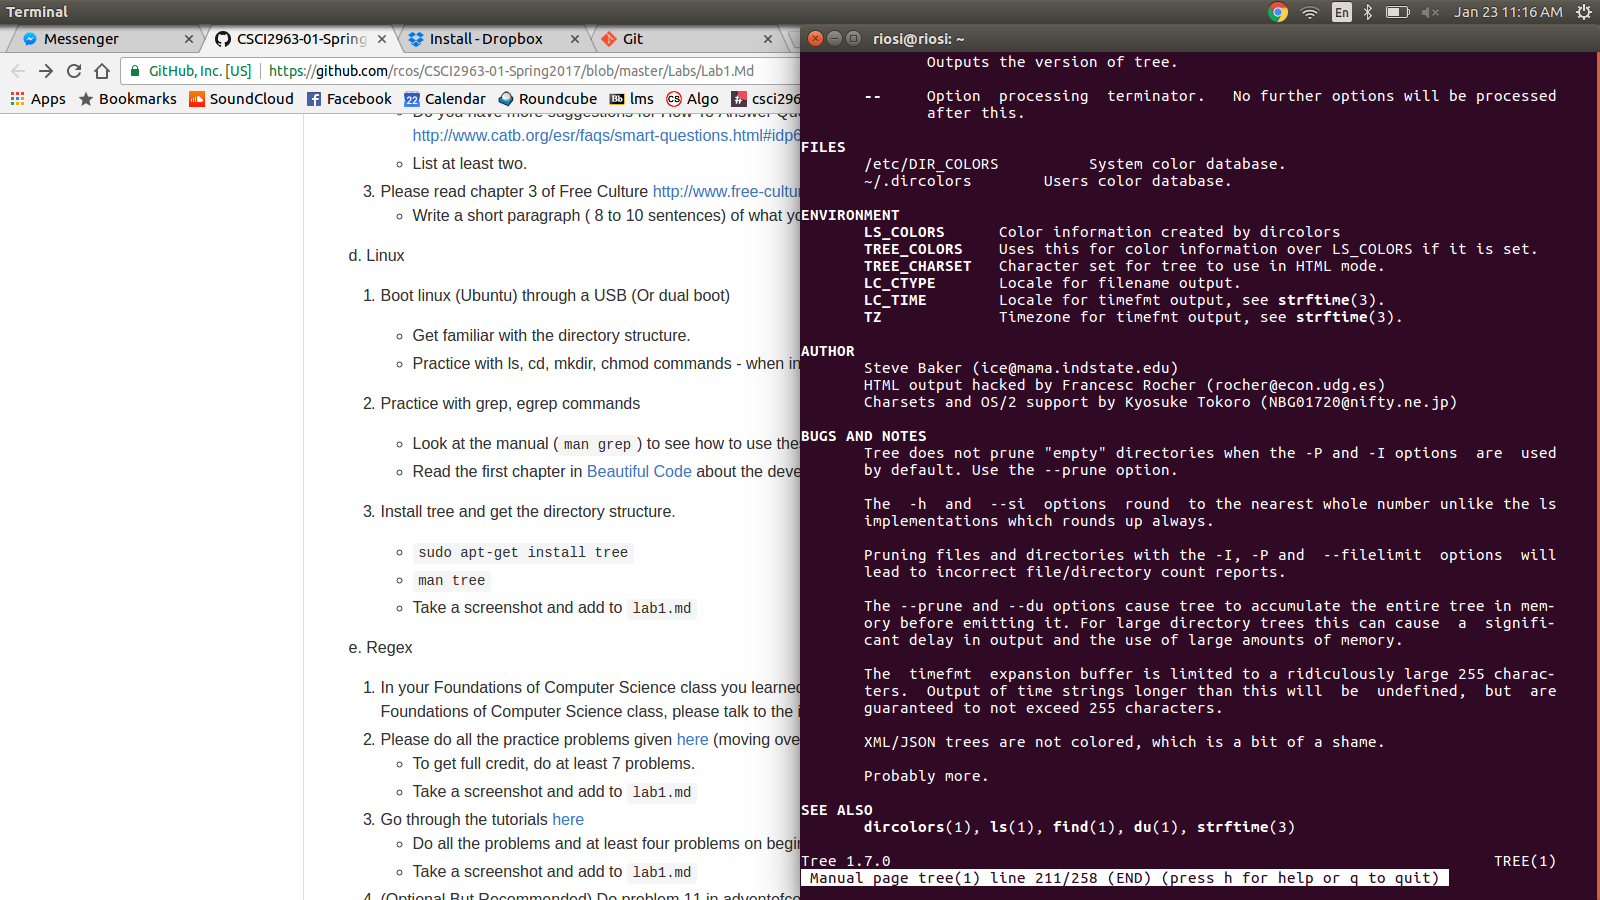 Terminal
En
Jan 23 11:16 AM
Messenger
CSCI2963-01-Spring
Install - Dropbox
Git
riosi@riosi: ~
GitHub, Inc. [US]
https://github.com/rcos/CSCI2963-01-Spring2017/blob/master/Labs/Lab1.Md
Apps
Bookmarks
SoundCloud
Facebook
22
Calendar
Roundcube
Bb
lms
CS
Algo
csci296
Do you have more suggestions for How To Answer Que
http://www.catb.org/esr/faqs/smart-questions.html#idp6
List at least two.
3. Please read chapter 3 of Free Culture http://www.free-cultu
Write a short paragraph ( 8 to 10 sentences) of what yo
d. Linux
1. Boot linux (Ubuntu) through a USB (Or dual boot)
Get familiar with the directory structure.
Practice with ls, cd, mkdir, chmod commands - when in
2. Practice with grep, egrep commands
Look at the manual ( man grep ) to see how to use the
Read the first chapter in Beautiful Code about the deve
3. Install tree and get the directory structure.
sudo apt-get install tree
man tree
Take a screenshot and add to lab1.md
e. Regex
1. In your Foundations of Computer Science class you learned
Foundations of Computer Science class, please talk to the i
2. Please do all the practice problems given here (moving ove
To get full credit, do at least 7 problems.
Take a screenshot and add to lab1.md
3. Go through the tutorials here
Do all the problems and at least four problems on begin
Take a screenshot and add to lab1.md
4. (Optional But Recommended) Do problem 11 in adventofco
Outputs the version of tree.
-- Option processing terminator. No further options will be processed
after this.
FILES
/etc/DIR_COLORS System color database.
~/.dircolors Users color database.
ENVIRONMENT
LS_COLORS Color information created by dircolors
TREE_COLORS Uses this for color information over LS_COLORS if it is set.
TREE_CHARSET Character set for tree to use in HTML mode.
LC_CTYPE Locale for filename output.
LC_TIME Locale for timefmt output, see strftime(3).
TZ Timezone for timefmt output, see strftime(3).
AUTHOR
Steve Baker (ice@mama.indstate.edu)
HTML output hacked by Francesc Rocher (rocher@econ.udg.es)
Charsets and OS/2 support by Kyosuke Tokoro (NBG01720@nifty.ne.jp)
BUGS AND NOTES
Tree does not prune "empty" directories when the -P and -I options are used
by default. Use the --prune option.
The -h and --si options round to the nearest whole number unlike the ls
implementations which rounds up always.
Pruning files and directories with the -I, -P and --filelimit options will
lead to incorrect file/directory count reports.
The --prune and --du options cause tree to accumulate the entire tree in mem-
ory before emitting it. For large directory trees this can cause a signifi-
cant delay in output and the use of large amounts of memory.
The timefmt expansion buffer is limited to a ridiculously large 255 charac-
ters. Output of time strings longer than this will be undefined, but are
guaranteed to not exceed 255 characters.
XML/JSON trees are not colored, which is a bit of a shame.
Probably more.
SEE ALSO
dircolors(1), ls(1), find(1), du(1), strftime(3)
Tree 1.7.0 TREE(1)
Manual page tree(1) line 211/258 (END) (press h for help or q to quit)